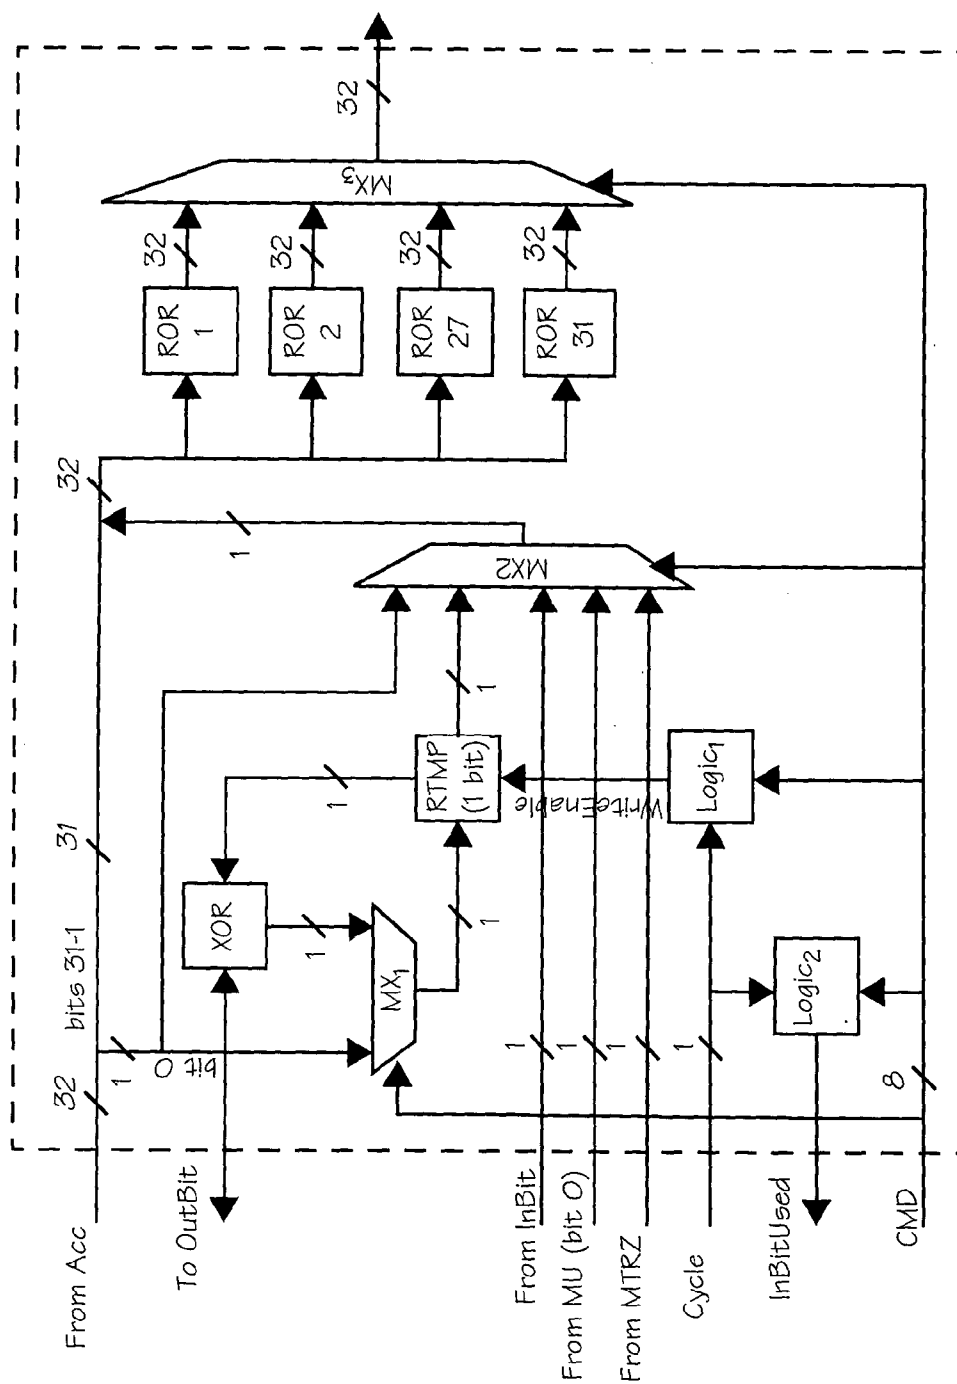 From Acc
32
1
bits 31-1
31
32
bit 0
To OutBit
XOR
1
1
MX1
1
RTMP
(1 bit)
1
WriteEnable
MX2
1
ROR
1
32
ROR
2
32
ROR
27
32
ROR
31
32
MX3
32
From InBit
1
From MU (bit 0)
1
From MTRZ
1
Cycle
1
Logic1
InBitUsed
Logic2
CMD
8